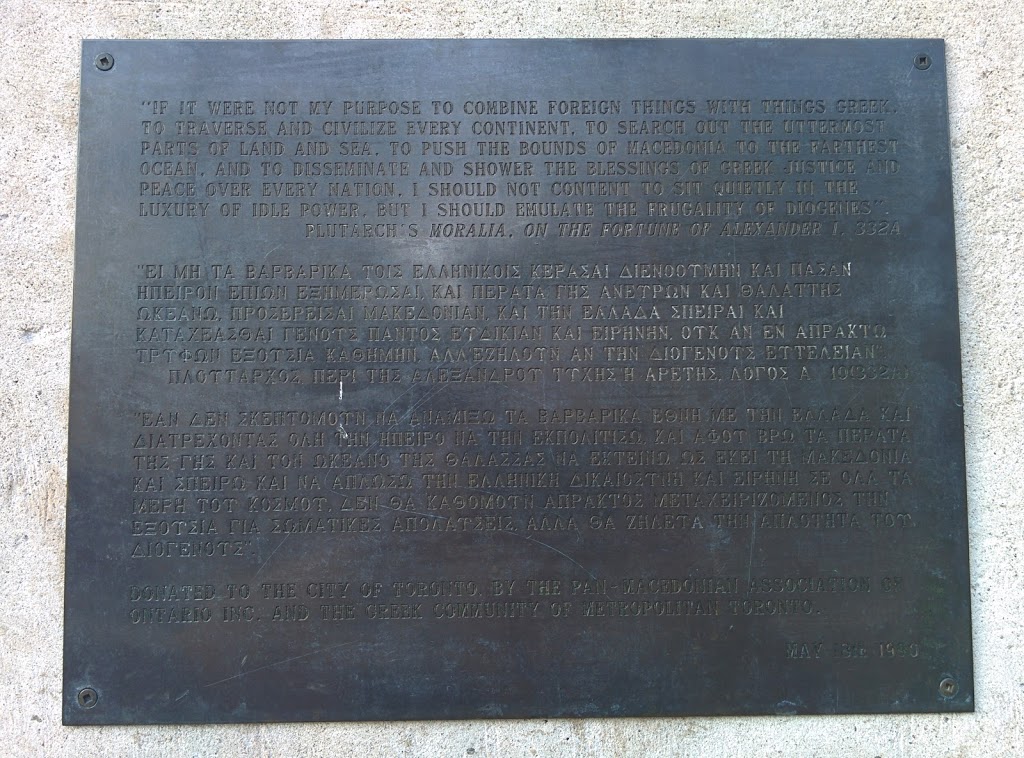 "IF IT WERE NOT MY PURPOSE TO COMBINE FOREIGN THINGS WITH THINGS GREEK,
TO TRAVERSE AND CIVILIZE EVERY CONTINENT, TO SEARCH OUT THE UTTERMOST
PARTS OF LAND AND SEA, TO PUSH THE BOUNDS OF MACEDONIA TO THE FARTHEST
OCEAN, AND TO DISSEMINATE AND SHOWER THE BLESSINGS OF GREEK JUSTICE AND
PEACE OVER EVERY NATION, I SHOULD NOT CONTENT TO SIT QUIETLY IN THE
LUXURY OF IDLE POWER, BUT I SHOULD EMULATE THE FRUGALITY OF DIOGENES".
PLUTARCH'S MORALIA, ON THE FORTUNE OF ALEXANDER I, 332A
"ΕΙ ΜΗ ΤΑ ΒΑΡΒΑΡΙΚΑ ΤΟΙΣ ΕΛΛΗΝΙΚΟΙΣ ΚΕΡΑΣΑΙ ΔΙΕΝΟΟΥΜΗΝ ΚΑΙ ΠΑΣΑΝ
ΗΠΕΙΡΟΝ ΕΠΙΩΝ ΕΞΗΜΕΡΩΣΑΙ, ΚΑΙ ΠΕΡΑΤΑ ΓΗΣ ΑΝΕΥΡΩΝ ΚΑΙ ΘΑΛΑΤΤΗΣ
ΩΚΕΑΝΩ, ΠΡΟΣΕΡΕΙΣΑΙ ΜΑΚΕΔΟΝΙΑΝ, ΚΑΙ ΤΗΝ ΕΛΛΑΔΑ ΣΠΕΙΡΑΙ ΚΑΙ
ΚΑΤΑΧΕΑΣΘΑΙ ΓΕΝΟΥΣ ΠΑΝΤΟΣ ΕΥΔΙΚΙΑΝ ΚΑΙ ΕΙΡΗΝΗΝ, ΟΥΚ ΑΝ ΕΝ ΑΠΡΑΚΤΩ
ΤΡΥΦΩΝ ΕΞΟΥΣΙΑ ΚΑΘΗΜΗΝ, ΑΛΛ'ΕΖΗΛΟΥΝ ΑΝ ΤΗΝ ΔΙΟΓΕΝΟΥΣ ΕΥΤΕΛΕΙΑΝ"
ΠΛΟΥΤΑΡΧΟΣ, ΠΕΡΙ ΤΗΣ ΑΛΕΞΑΝΔΡΟΥ ΤΥΧΗΣ Ή ΑΡΕΤΗΣ, ΛΟΓΟΣ Α' 10(332A)
"ΕΑΝ ΔΕΝ ΣΚΕΠΤΟΜΟΥΝ ΝΑ ΑΝΑΜΙΞΩ ΤΑ ΒΑΡΒΑΡΙΚΑ ΕΘΝΗ ΜΕ ΤΗΝ ΕΛΛΑΔΑ ΚΑΙ
ΔΙΑΤΡΕΧΟΝΤΑΣ ΟΛΗ ΤΗΝ ΗΠΕΙΡΟ ΝΑ ΤΗΝ ΕΚΠΟΛΙΤΙΣΩ, ΚΑΙ ΑΦΟΥ ΒΡΩ ΤΑ ΠΕΡΑΤΑ
ΤΗΣ ΓΗΣ ΚΑΙ ΤΟΝ ΩΚΕΑΝΟ ΤΗΣ ΘΑΛΑΣΣΑΣ ΝΑ ΕΚΤΕΙΝΩ ΩΣ ΕΚΕΙ ΤΗ ΜΑΚΕΔΟΝΙΑ
ΚΑΙ ΣΠΕΙΡΩ ΚΑΙ ΝΑ ΑΠΛΩΣΩ ΤΗΝ ΕΛΛΗΝΙΚΗ ΔΙΚΑΙΟΣΥΝΗ ΚΑΙ ΕΙΡΗΝΗ ΣΕ ΟΛΑ ΤΑ
ΜΕΡΗ ΤΟΥ ΚΟΣΜΟΥ, ΔΕΝ ΘΑ ΚΑΘΟΜΟΥΝ ΑΠΡΑΚΤΟΣ ΜΕΤΑΧΕΙΡΙΖΟΜΕΝΟΣ ΤΗΝ
ΕΞΟΥΣΙΑ ΓΙΑ ΣΩΜΑΤΙΚΕΣ ΑΠΟΛΑΥΣΕΙΣ, ΑΛΛΑ ΘΑ ΖΗΛΕΥΑ ΤΗΝ ΑΠΛΟΤΗΤΑ ΤΟΥ
ΔΙΟΓΕΝΟΥΣ".
DONATED TO THE CITY OF TORONTO, BY THE PAN-MACEDONIAN ASSOCIATION OF
ONTARIO INC. AND THE GREEK COMMUNITY OF METROPOLITAN TORONTO.
MAY